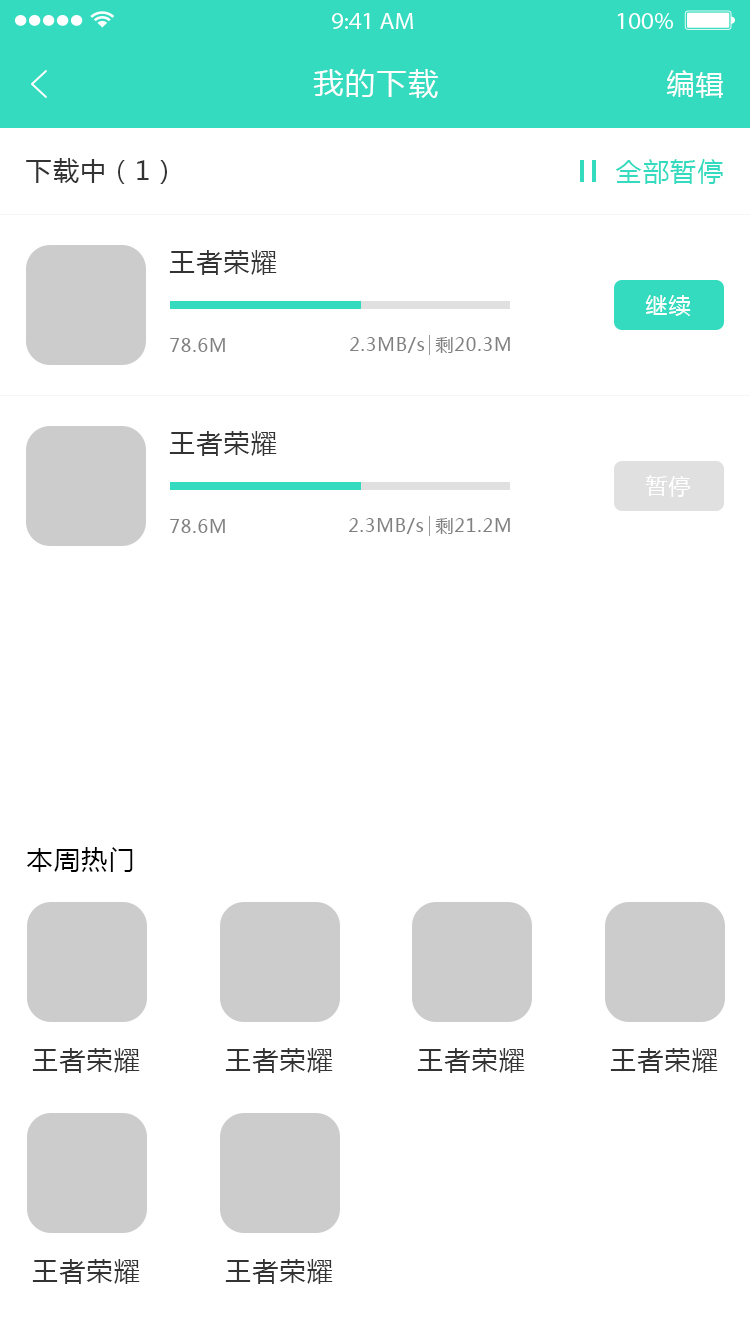 9:41 AM 100%
我的下载 编辑
下载中（1） 全部暂停
王者荣耀
继续
78.6M 2.3MB/s|剩20.3M
王者荣耀
暂停
78.6M 2.3MB/s|剩21.2M
本周热门
王者荣耀 王者荣耀 王者荣耀 王者荣耀
王者荣耀 王者荣耀